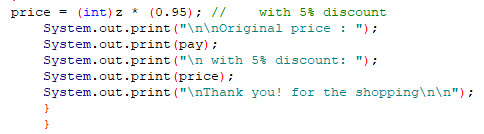 price = (int)z * (0.95); //    with 5% discount
System.out.print("\n\nOriginal price : ");
System.out.print(pay);
System.out.print("\n with 5% discount: ");
System.out.print(price);
System.out.print("\nThank you! for the shopping\n\n");
}
}